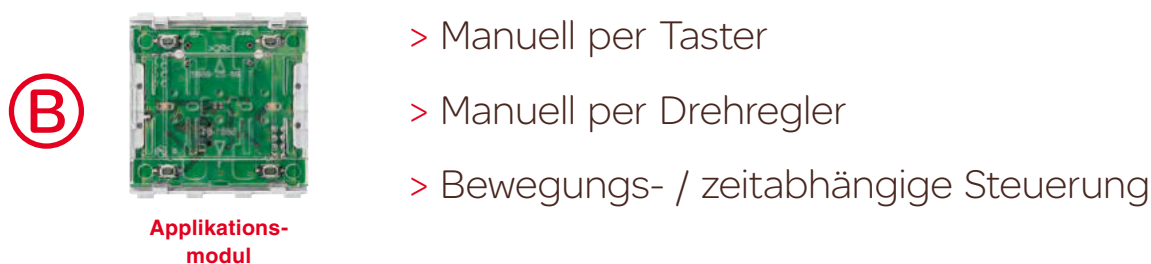 B
> Manuell per Taster
> Manuell per Drehregler
> Bewegungs- / zeitabhängige Steuerung
Applikations-
modul